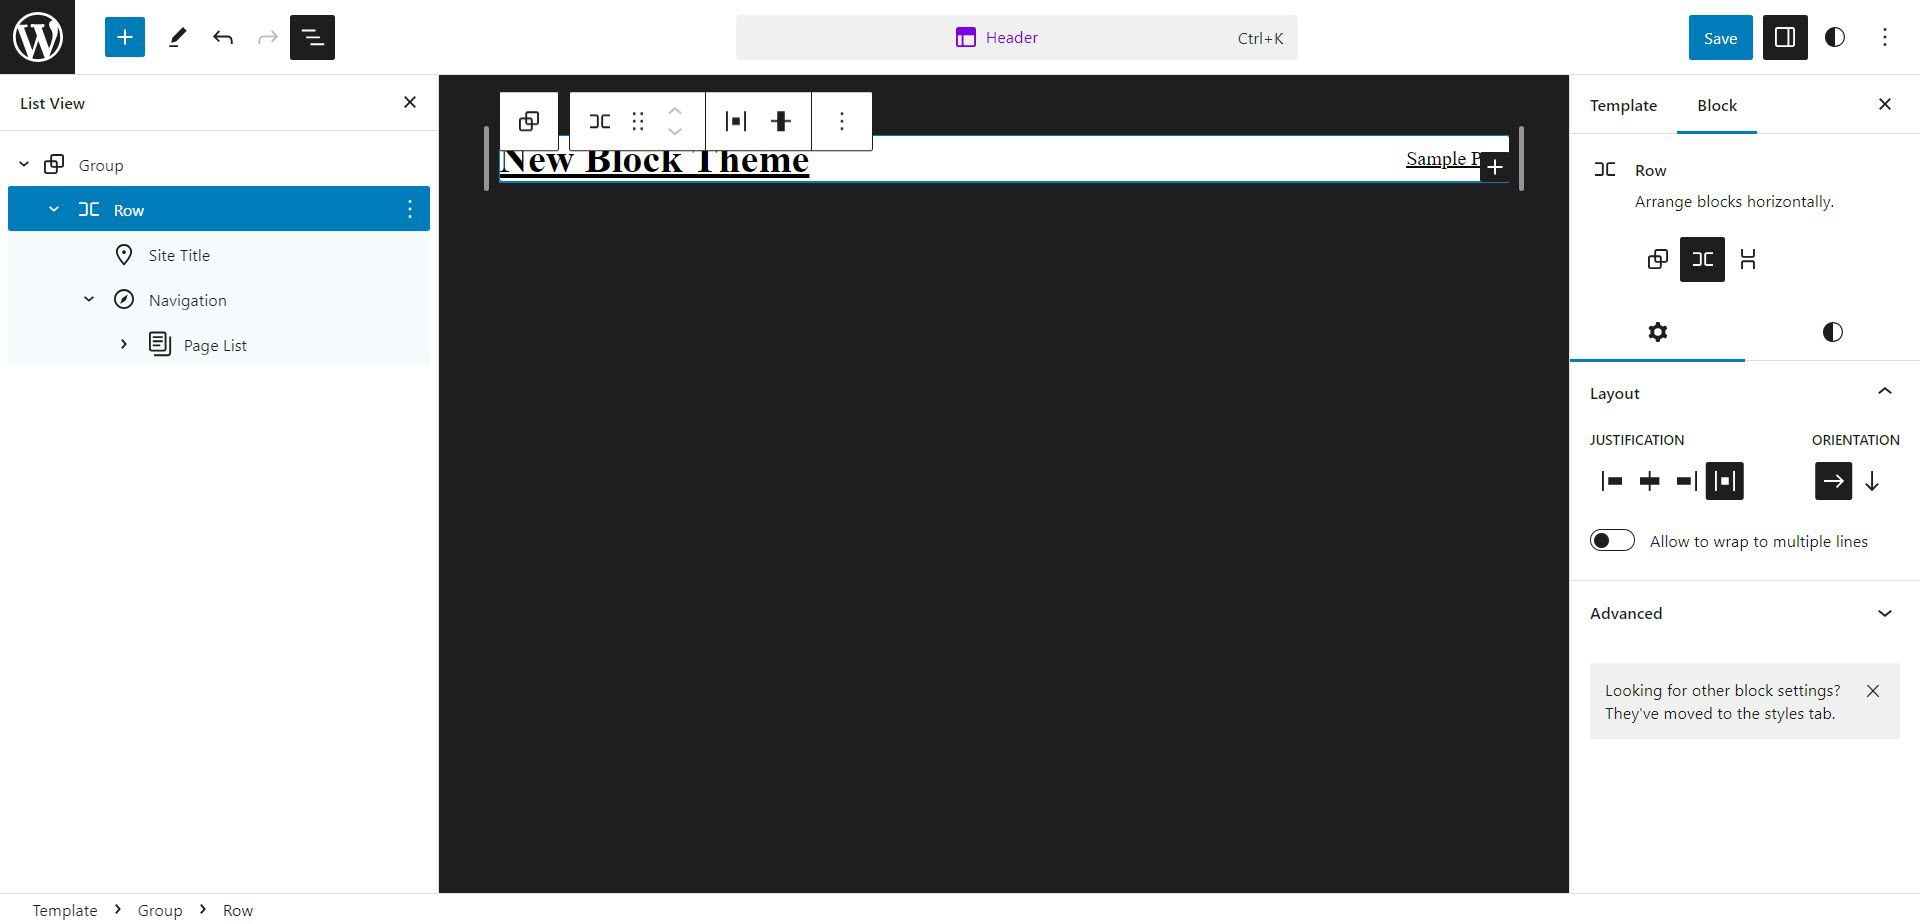 Header
Ctrl+K
Save
List View
Group
Row
Site Title
Navigation
Page List
New Block Theme
Sample
Template
Block
Row
Arrange blocks horizontally.
Layout
JUSTIFICATION
ORIENTATION
Allow to wrap to multiple lines
Advanced
Looking for other block settings?
They've moved to the styles tab.
Template > Group > Row